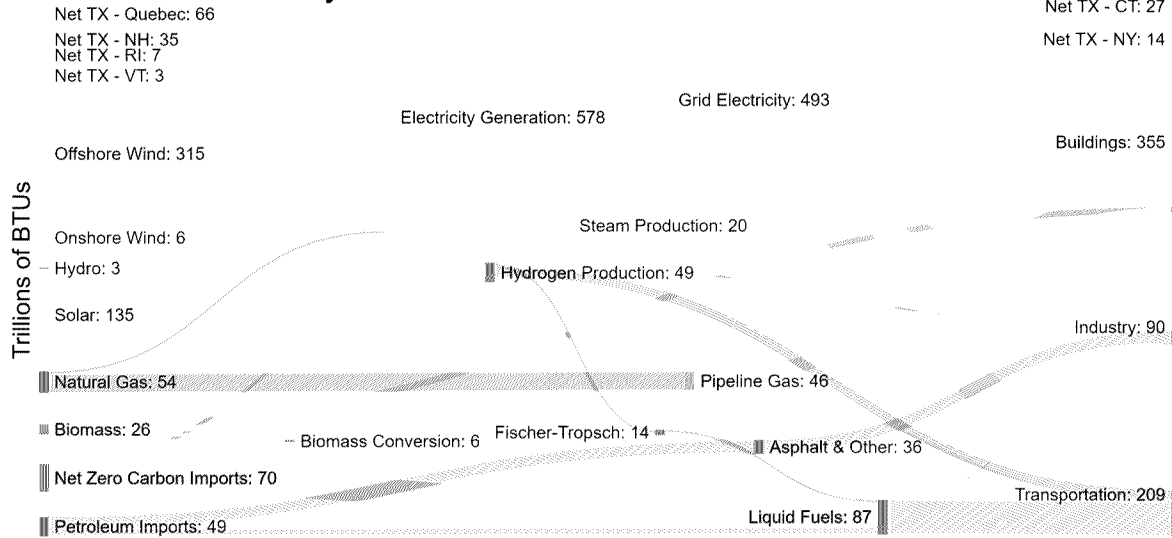 Net TX - Quebec: 66
Net TX - CT: 27
Net TX - NH: 35
Net TX - NY: 14
Net TX - RI: 7
Net TX - VT: 3
Grid Electricity: 493
Electricity Generation: 578
Buildings: 355
Offshore Wind: 315
Trillions of BTUs
Steam Production: 20
Onshore Wind: 6
Hydro: 3
Hydrogen Production: 49
Solar: 135
Industry: 90
Natural Gas: 54
Pipeline Gas: 46
Biomass: 26
Biomass Conversion: 6
Fischer-Tropsch: 14
Asphalt & Other: 36
Net Zero Carbon Imports: 70
Transportation: 209
Liquid Fuels: 87
Petroleum Imports: 49